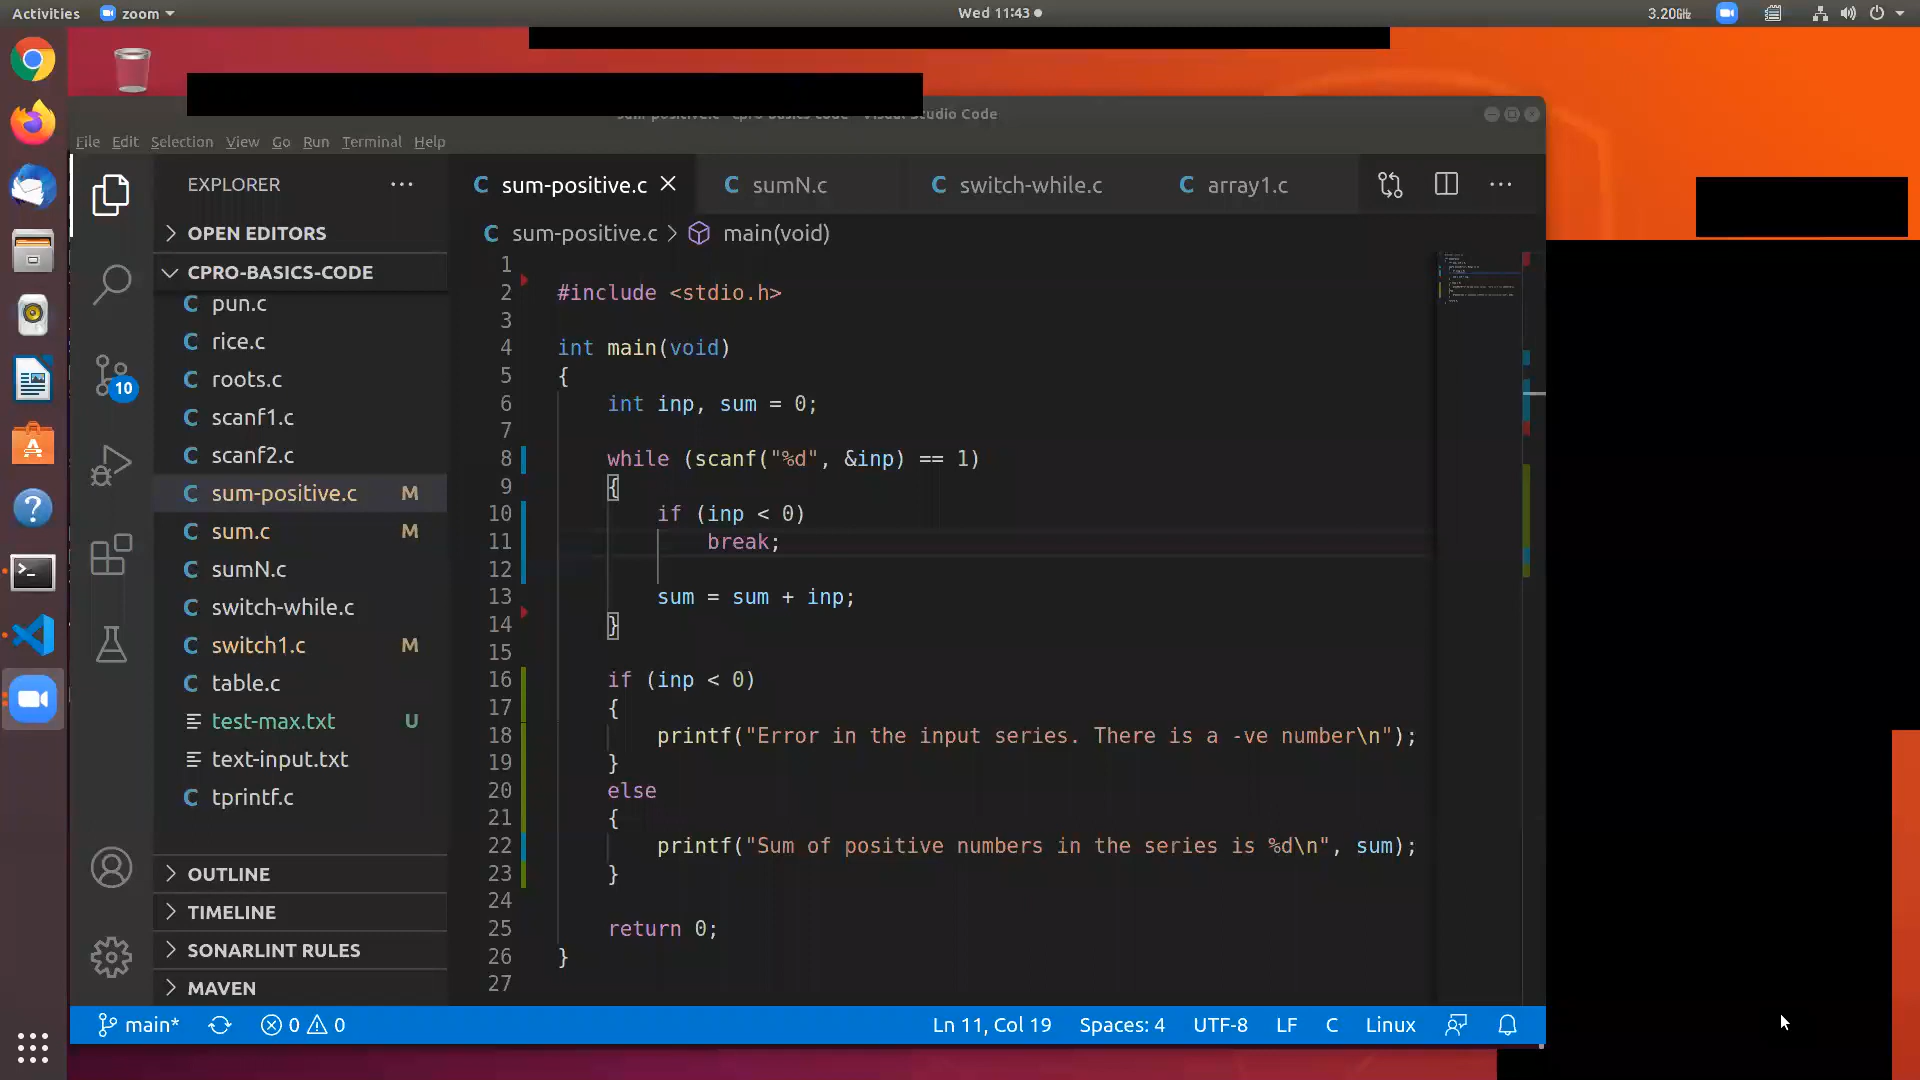 Activities
zoom
Wed 11:43
3.20GHz
Visual Studio Code
File Edit Selection View Go Run Terminal Help
EXPLORER
OPEN EDITORS
CPRO-BASICS-CODE
pun.c
rice.c
roots.c
scanf1.c
scanf2.c
sum-positive.c M
sum.c M
sumN.c
switch-while.c
switch1.c M
table.c
test-max.txt U
text-input.txt
tprintf.c
OUTLINE
TIMELINE
SONARLINT RULES
MAVEN
10
C sum-positive.c
C sumN.c
C switch-while.c
C array1.c
C sum-positive.c > main(void)
1
2 #include <stdio.h>
3
4 int main(void)
5 {
6 int inp, sum = 0;
7
8 while (scanf("%d", &inp) == 1)
9 {
10 if (inp < 0)
11 break;
12
13 sum = sum + inp;
14 }
15
16 if (inp < 0)
17 {
18 printf("Error in the input series. There is a -ve number\n");
19 }
20 else
21 {
22 printf("Sum of positive numbers in the series is %d\n", sum);
23 }
24
25 return 0;
26 }
27
main* 0 0 Ln 11, Col 19 Spaces: 4 UTF-8 LF C Linux